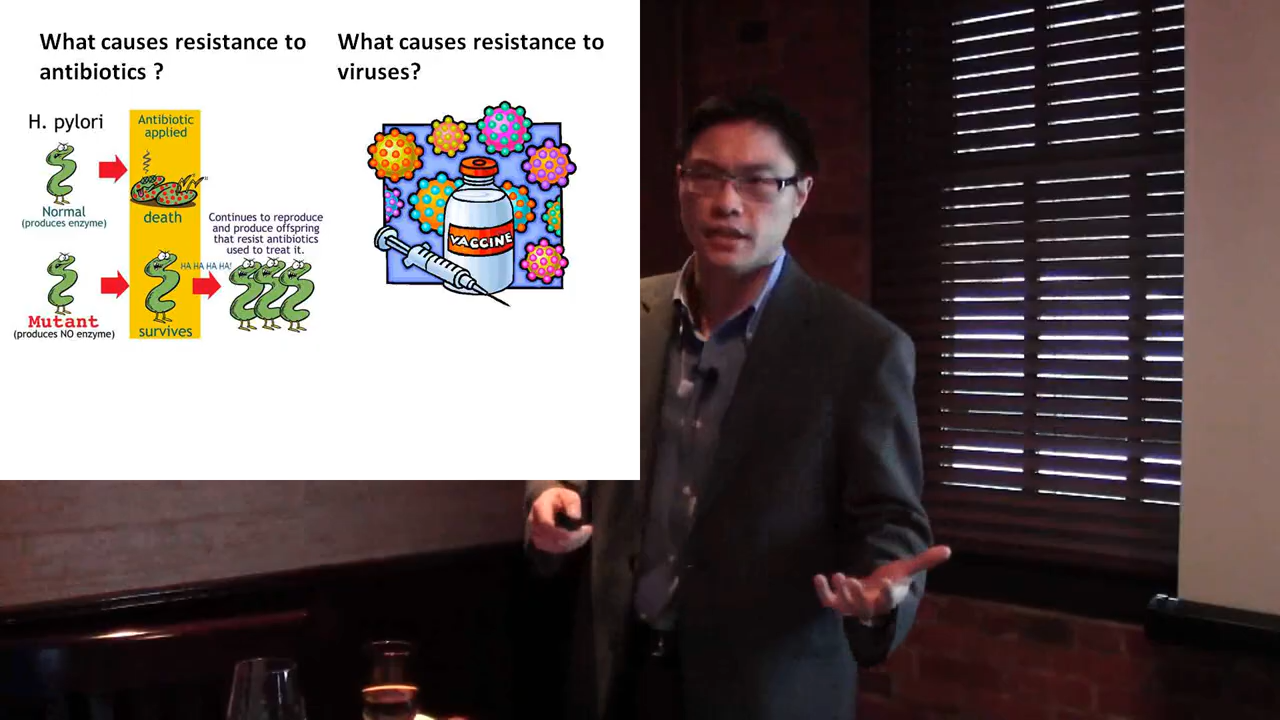 What causes resistance to
antibiotics ?
H. pylori
Normal
(produces enzyme)
Antibiotic
applied
death
Mutant
(produces NO enzyme)
survives
HA HA HA HA!
Continues to reproduce
and produce offspring
that resist antibiotics
used to treat it.
What causes resistance to
viruses?
VACCINE